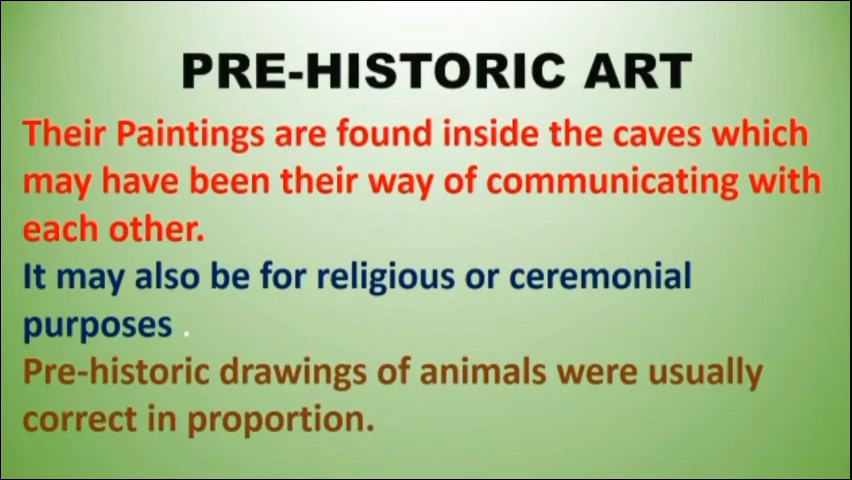 PRE-HISTORIC ART
Their Paintings are found inside the caves which
may have been their way of communicating with
each other.
It may also be for religious or ceremonial
purposes .
Pre-historic drawings of animals were usually
correct in proportion.